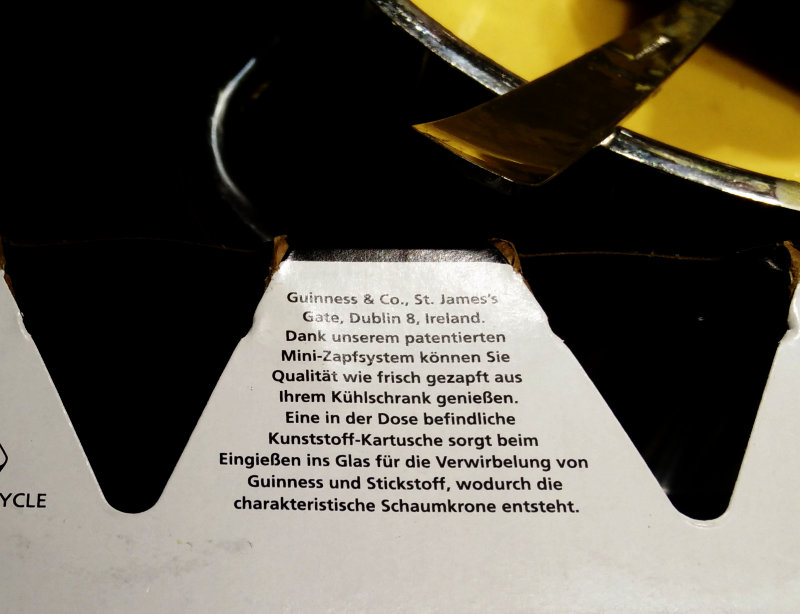 Guinness & Co., St. James's
Gate, Dublin 8, Ireland.
Dank unserem patentierten
Mini-Zapfsystem können Sie
Qualität wie frisch gezapft aus
Ihrem Kühlschrank genießen.
Eine in der Dose befindliche
Kunststoff-Kartusche sorgt beim
Eingießen ins Glas für die Verwirbelung von
Guinness und Stickstoff, wodurch die
charakteristische Schaumkrone entsteht.
YCLE